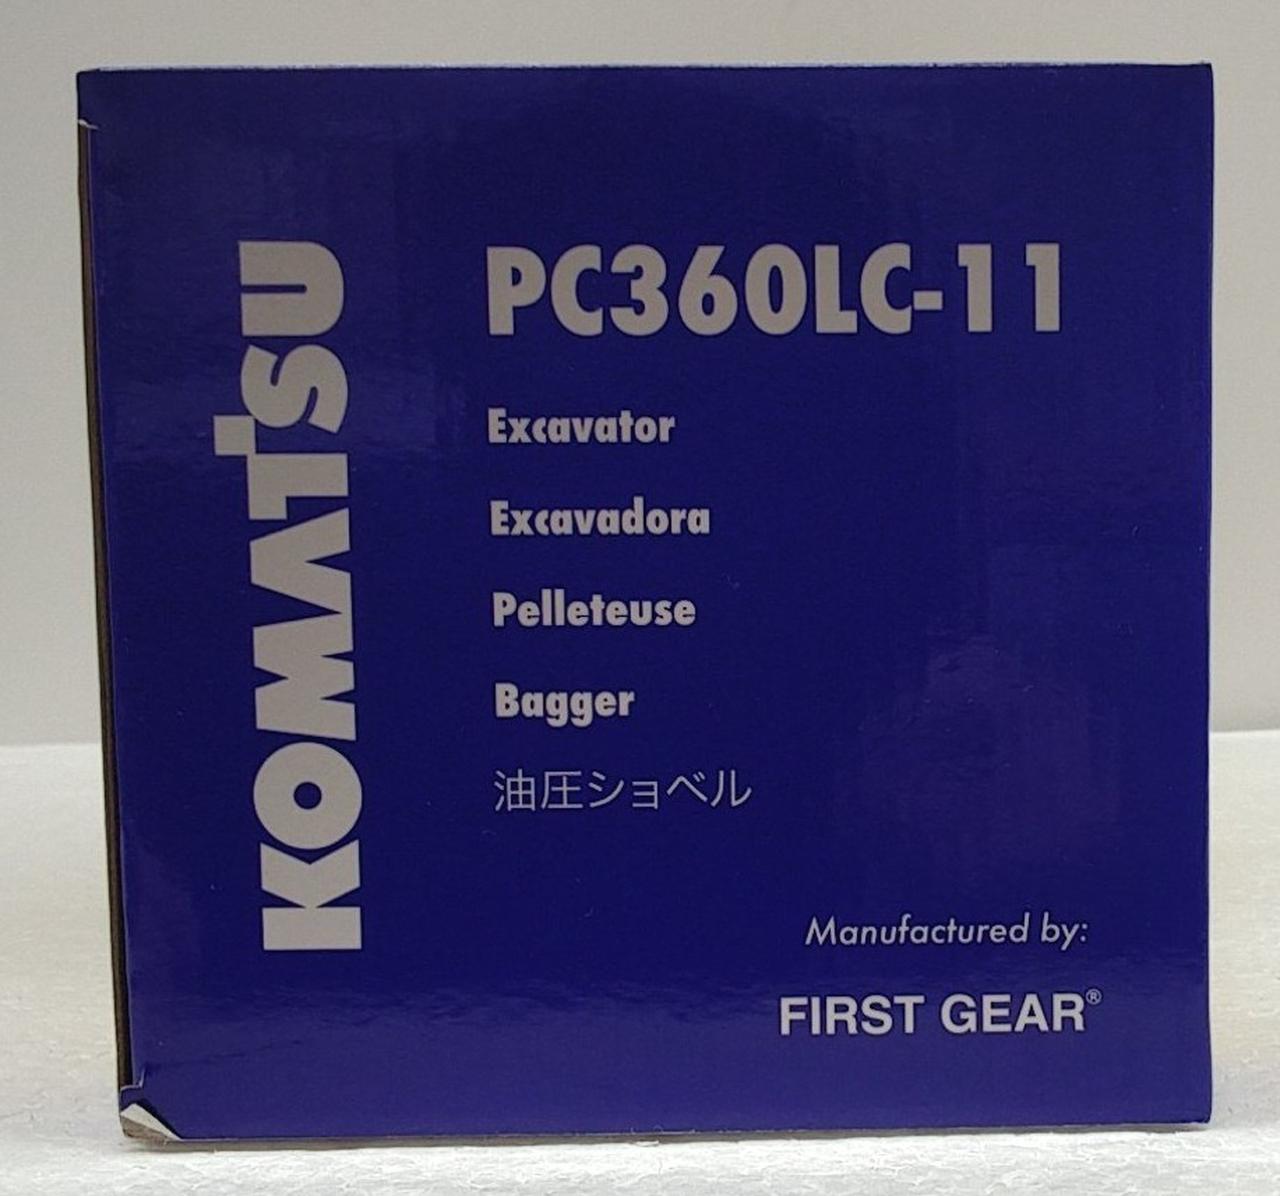 KOMATSU
PC360LC-11
Excavator
Excavadora
Pelleteuse
Bagger
油圧ショベル
Manufactured by:
FIRST GEAR®